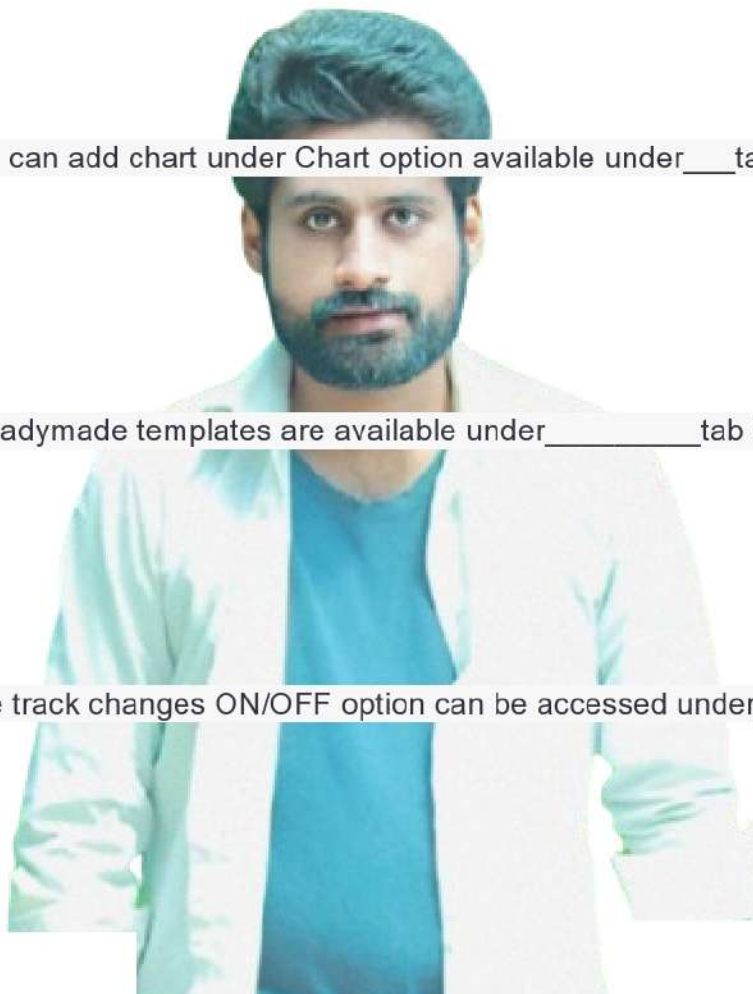 can add chart under Chart option available under___ta
adymade templates are available under__________tab
e track changes ON/OFF option can be accessed under